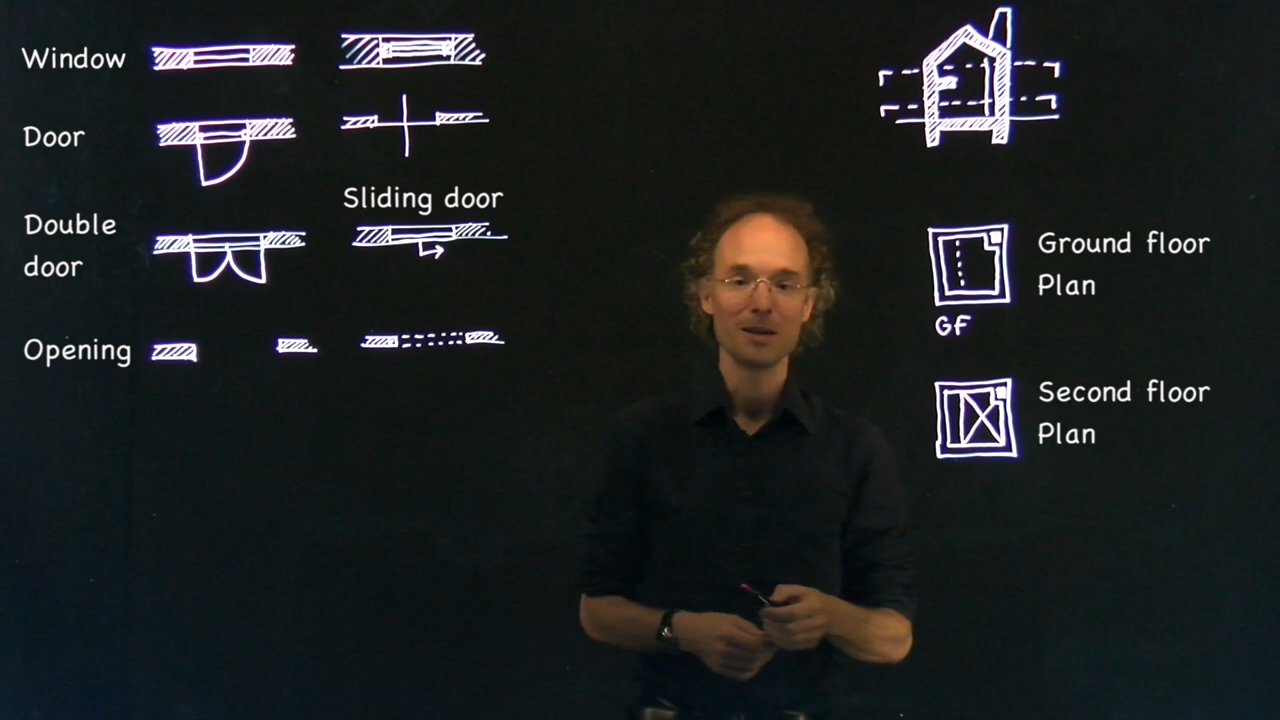 Window
Door
Sliding door
Double
door
Opening
Ground floor
Plan
GF
Second floor
Plan